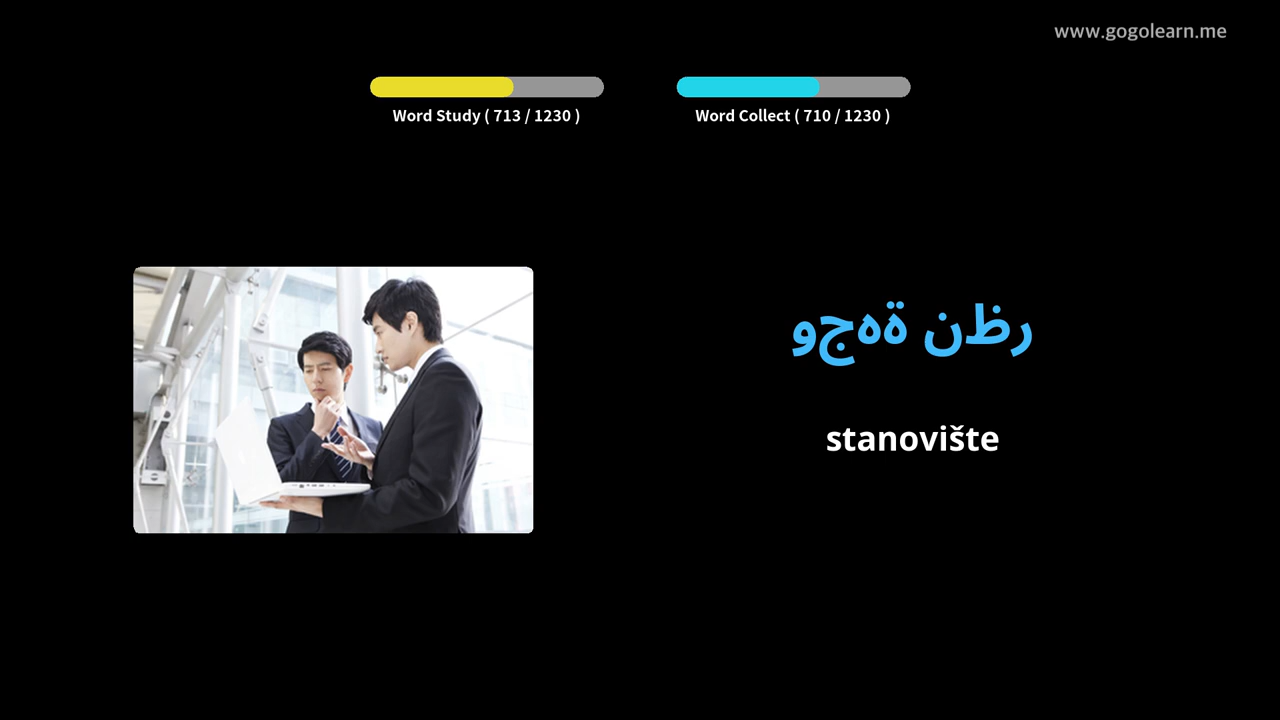 www.gogolearn.me
Word Study ( 713 / 1230 )
Word Collect ( 710 / 1230 )
وجهة نظر
stanovište